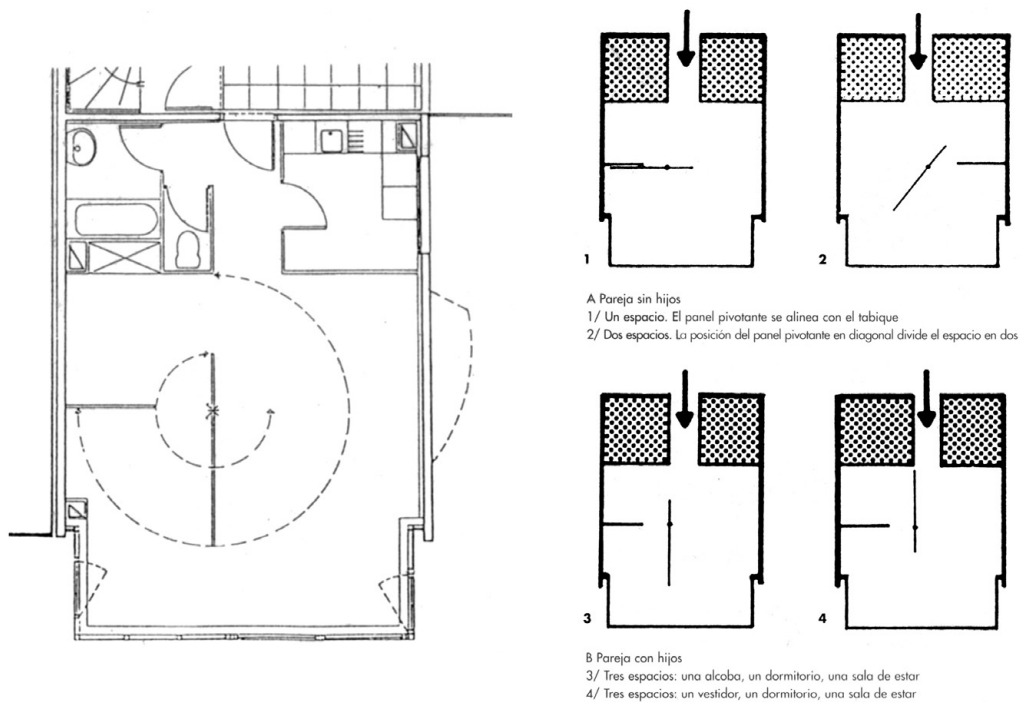 1
2
A Pareja sin hijos
1/ Un espacio. El panel pivotante se alinea con el tabique
2/ Dos espacios. La posición del panel pivotante en diagonal divide el espacio en dos
3
4
B Pareja con hijos
3/ Tres espacios: una alcoba, un dormitorio, una sala de estar
4/ Tres espacios: un vestidor, un dormitorio, una sala de estar